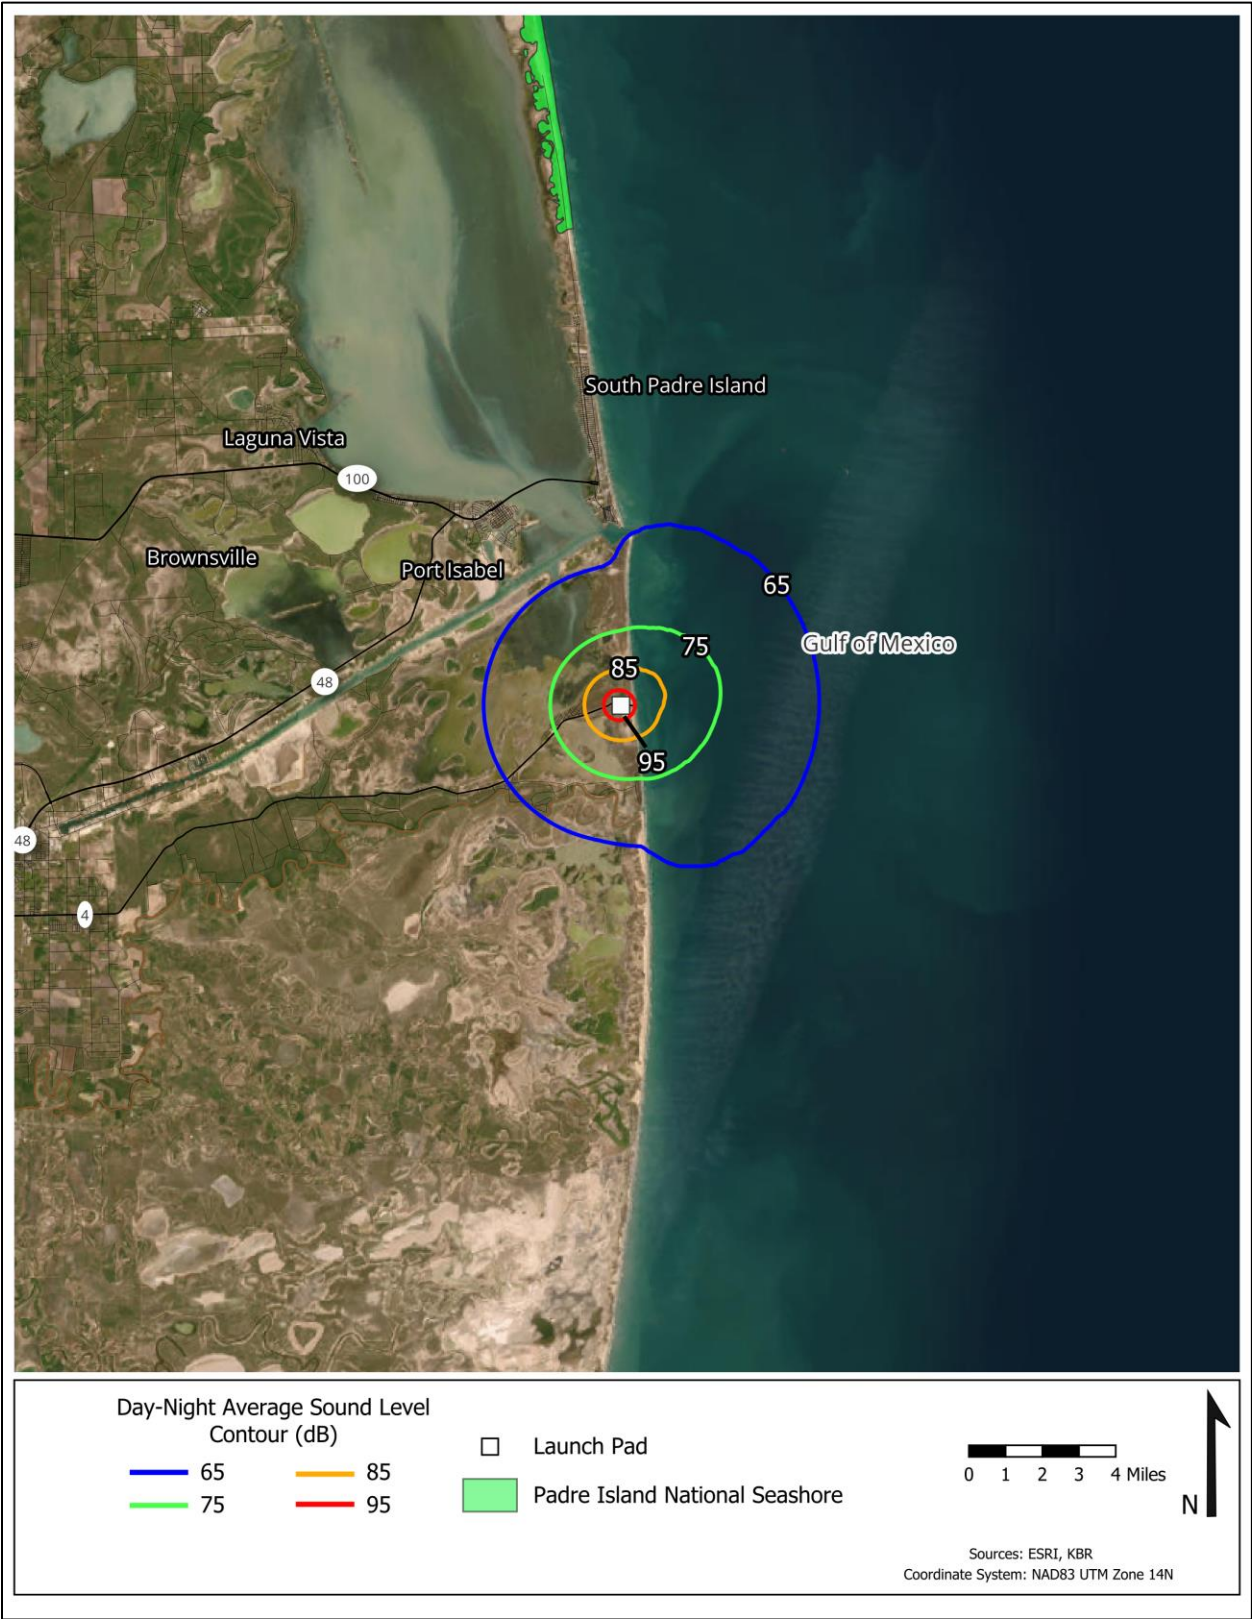 South Padre Island
Laguna Vista
100
Brownsville
Port Isabel
65
Gulf of Mexico
75
85
48
95
48
4
Day-Night Average Sound Level
Contour (dB)
65
85
75
95
Launch Pad
Padre Island National Seashore
0 1 2 3 4 Miles
N
Sources: ESRI, KBR
Coordinate System: NAD83 UTM Zone 14N